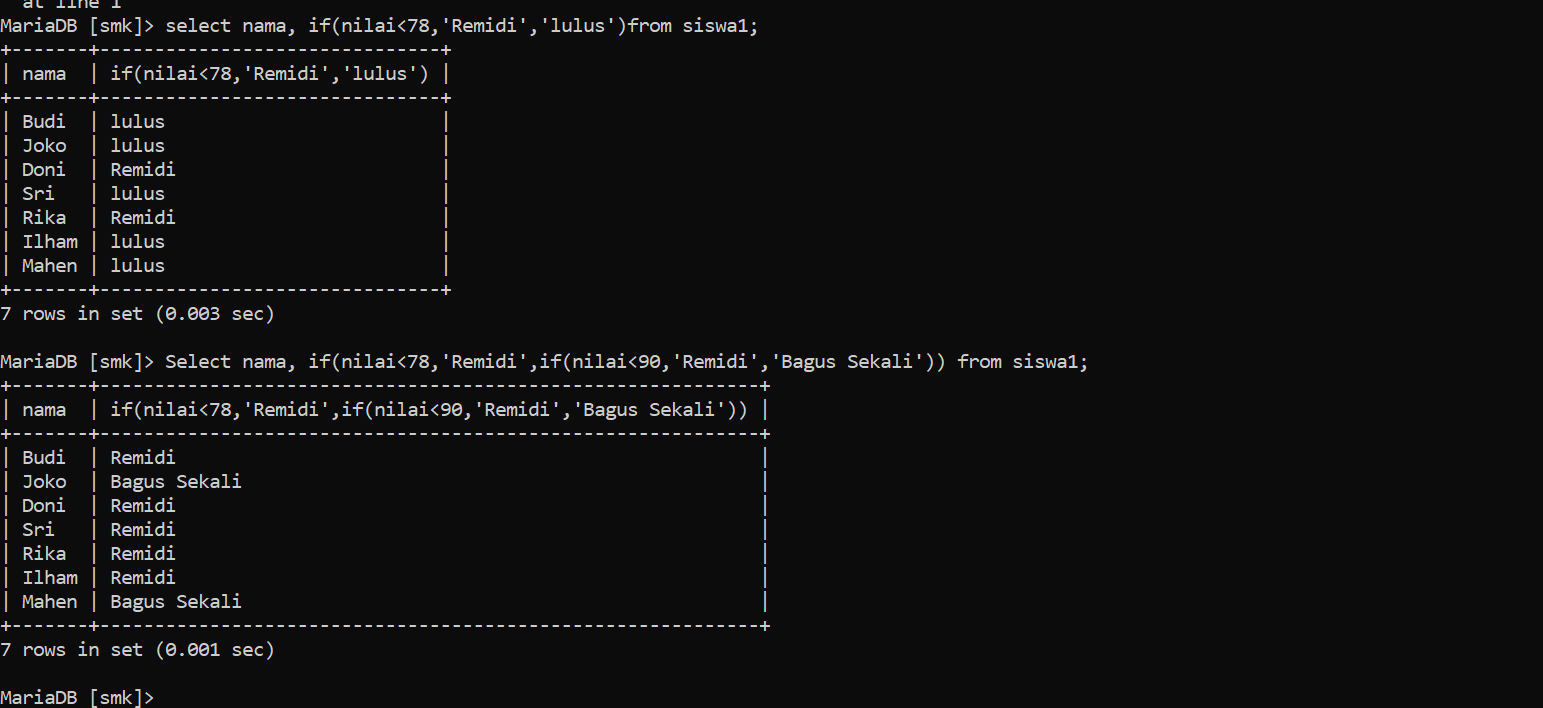 at line 1
MariaDB [smk]> select nama, if(nilai<78,'Remidi','lulus')from siswa1;
+-------+-------------------------------+
| nama  | if(nilai<78,'Remidi','lulus') |
+-------+-------------------------------+
| Budi  | lulus                         |
| Joko  | lulus                         |
| Doni  | Remidi                        |
| Sri   | lulus                         |
| Rika  | Remidi                        |
| Ilham | lulus                         |
| Mahen | lulus                         |
+-------+-------------------------------+
7 rows in set (0.003 sec)
MariaDB [smk]> Select nama, if(nilai<78,'Remidi',if(nilai<90,'Remidi','Bagus Sekali')) from siswa1;
+-------+------------------------------------------------------------+
| nama  | if(nilai<78,'Remidi',if(nilai<90,'Remidi','Bagus Sekali')) |
+-------+------------------------------------------------------------+
| Budi  | Remidi                                                     |
| Joko  | Bagus Sekali                                               |
| Doni  | Remidi                                                     |
| Sri   | Remidi                                                     |
| Rika  | Remidi                                                     |
| Ilham | Remidi                                                     |
| Mahen | Bagus Sekali                                               |
+-------+------------------------------------------------------------+
7 rows in set (0.001 sec)
MariaDB [smk]>